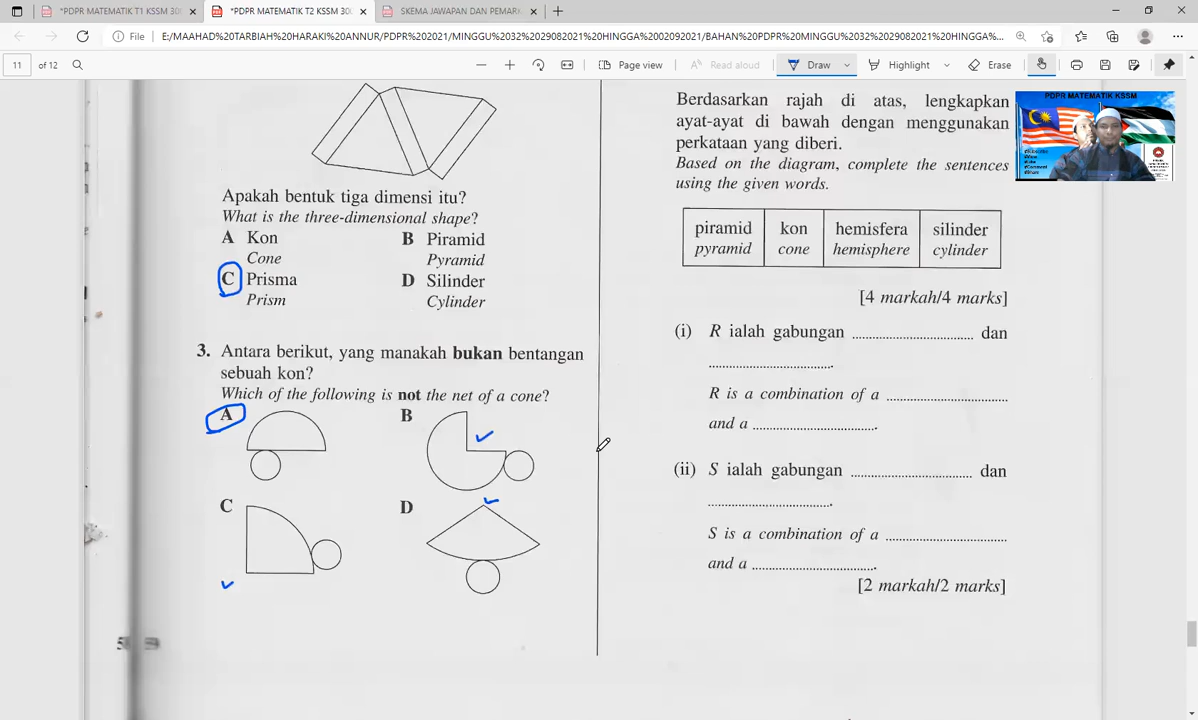 *PDPR MATEMATIK T1 KSSM 300
*PDPR MATEMATIK T2 KSSM 300
SKEMA JAWAPAN DAN PEMARK
File
E:/MAAHAD%20TARBIAH%20HARAKI%20ANNUR/PDPR%202021/MINGGU%2032%2029082021%20HINGGA%2002092021/BAHAN%20PDPR%20MINGGU%2032%2029082021%20HINGGA%...
11 of 12
Page view
Read aloud
Draw
Highlight
Erase
Apakah bentuk tiga dimensi itu?
What is the three-dimensional shape?
A Kon
Cone
B Piramid
Pyramid
C Prisma
Prism
D Silinder
Cylinder
3. Antara berikut, yang manakah bukan bentangan
sebuah kon?
Which of the following is not the net of a cone?
A
B
C
D
Berdasarkan rajah di atas, lengkapkan
ayat-ayat di bawah dengan menggunakan
perkataan yang diberi.
Based on the diagram, complete the sentences
using the given words.
piramid kon hemisfera silinder
pyramid cone hemisphere cylinder
[4 markah/4 marks]
(i) R ialah gabungan .............................. dan
...............................
R is a combination of a ..............................
and a ...............................
(ii) S ialah gabungan .............................. dan
...............................
S is a combination of a ..............................
and a ...............................
[2 markah/2 marks]
PDPR MATEMATIK KSSM